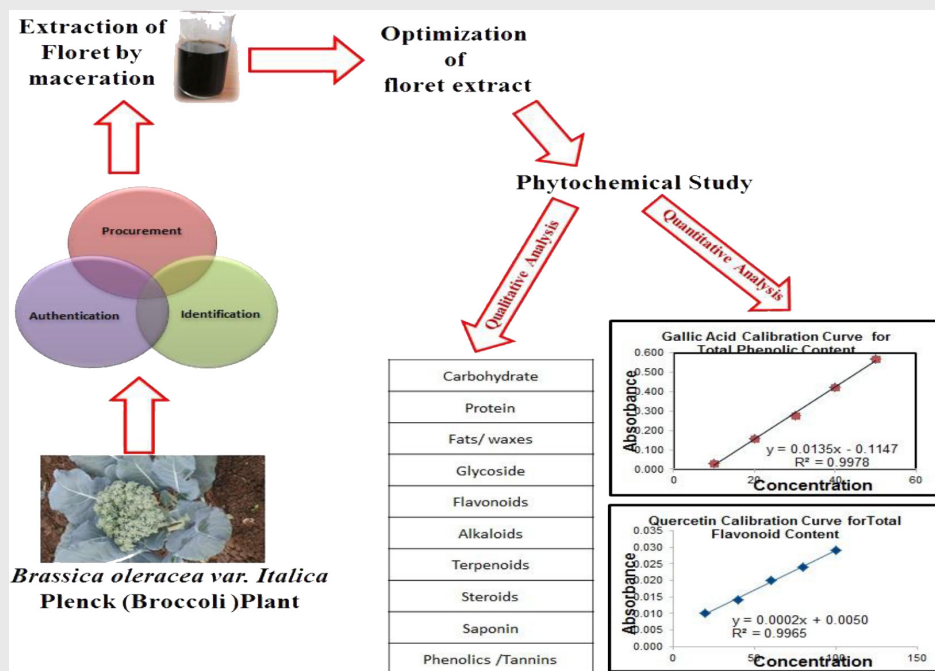 Extraction of
Floret by
maceration
Optimization
of
floret extract
Phytochemical Study
Qualitative Analysis
Quantitative Analysis
Procurement
Authentication
Identification
Brassica oleracea var. Italica
Plenck (Broccoli )Plant
Carbohydrate
Protein
Fats/ waxes
Glycoside
Flavonoids
Alkaloids
Terpenoids
Steroids
Saponin
Phenolics /Tannins
Gallic Acid Calibration Curve for
Total Phenolic Content
Absorbance
0.600
0.500
0.400
0.300
0.200
0.100
0.000
y = 0.0135x - 0.1147
R² = 0.9978
0
20
40
60
Concentration
Quercetin Calibration Curve forTotal
Flavonoid Content
Absorbance
0.035
0.030
0.025
0.020
0.015
0.010
0.005
0.000
y = 0.0002x + 0.0050
R² = 0.9965
0
50
100
150
Concentration